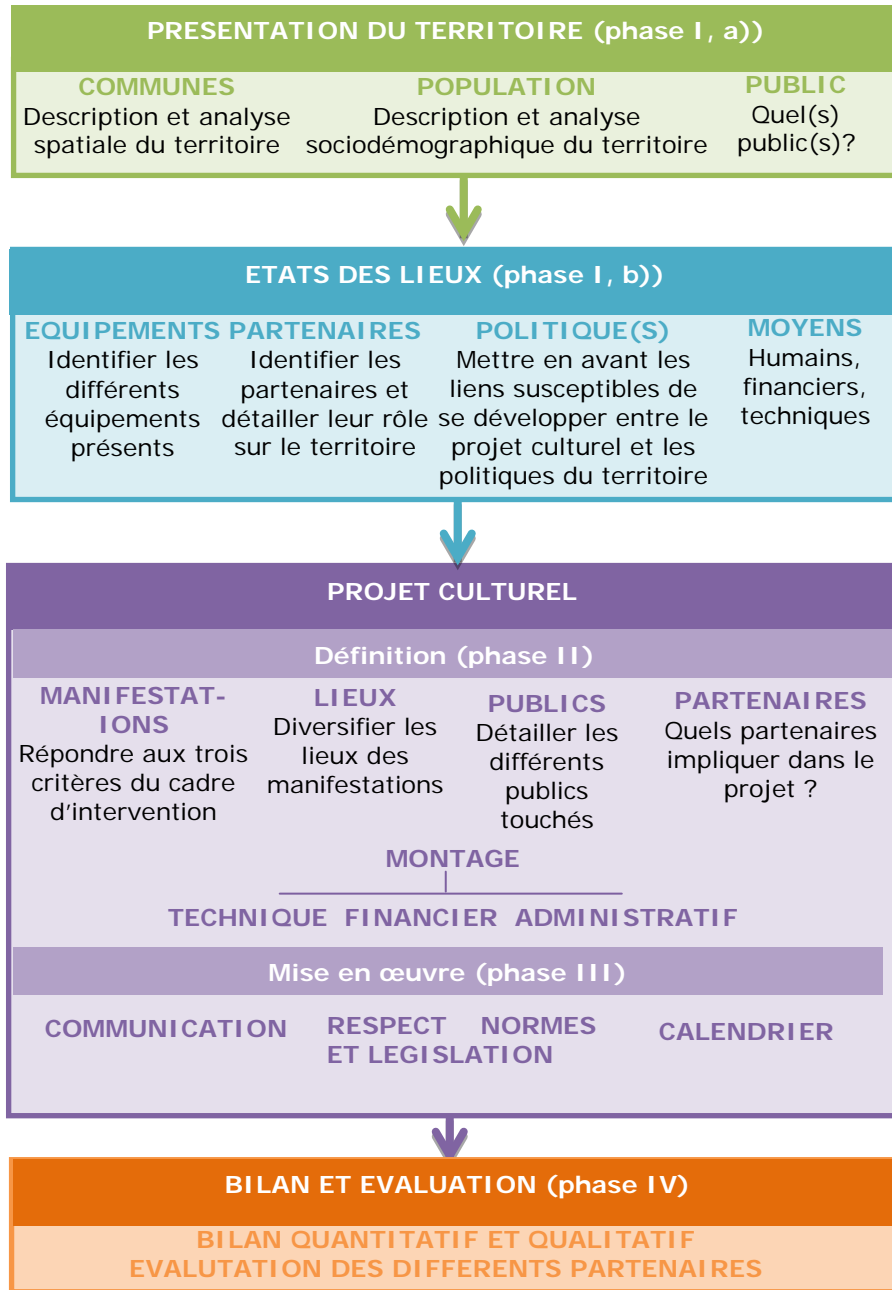 PRESENTATION DU TERRITOIRE (phase I, a))
COMMUNES
Description et analyse
spatiale du territoire
POPULATION
Description et analyse
sociodémographique du territoire
PUBLIC
Quel(s)
public(s)?
ETATS DES LIEUX (phase I, b))
EQUIPEMENTS
Identifier les
différents
équipements
présents
PARTENAIRES
Identifier les
partenaires et
détailler leur rôle
sur le territoire
POLITIQUE(S)
Mettre en avant les
liens susceptibles de
se développer entre le
projet culturel et les
politiques du territoire
MOYENS
Humains,
financiers,
techniques
PROJET CULTUREL
Définition (phase II)
MANIFESTAT-
IONS
Répondre aux trois
critères du cadre
d'intervention
LIEUX
Diversifier les
lieux des
manifestations
PUBLICS
Détailler les
différents
publics
touchés
PARTENAIRES
Quels partenaires
impliquer dans le
projet ?
MONTAGE
TECHNIQUE FINANCIER ADMINISTRATIF
Mise en œuvre (phase III)
COMMUNICATION
RESPECT NORMES
ET LEGISLATION
CALENDRIER
BILAN ET EVALUATION (phase IV)
BILAN QUANTITATIF ET QUALITATIF
EVALUTATION DES DIFFERENTS PARTENAIRES